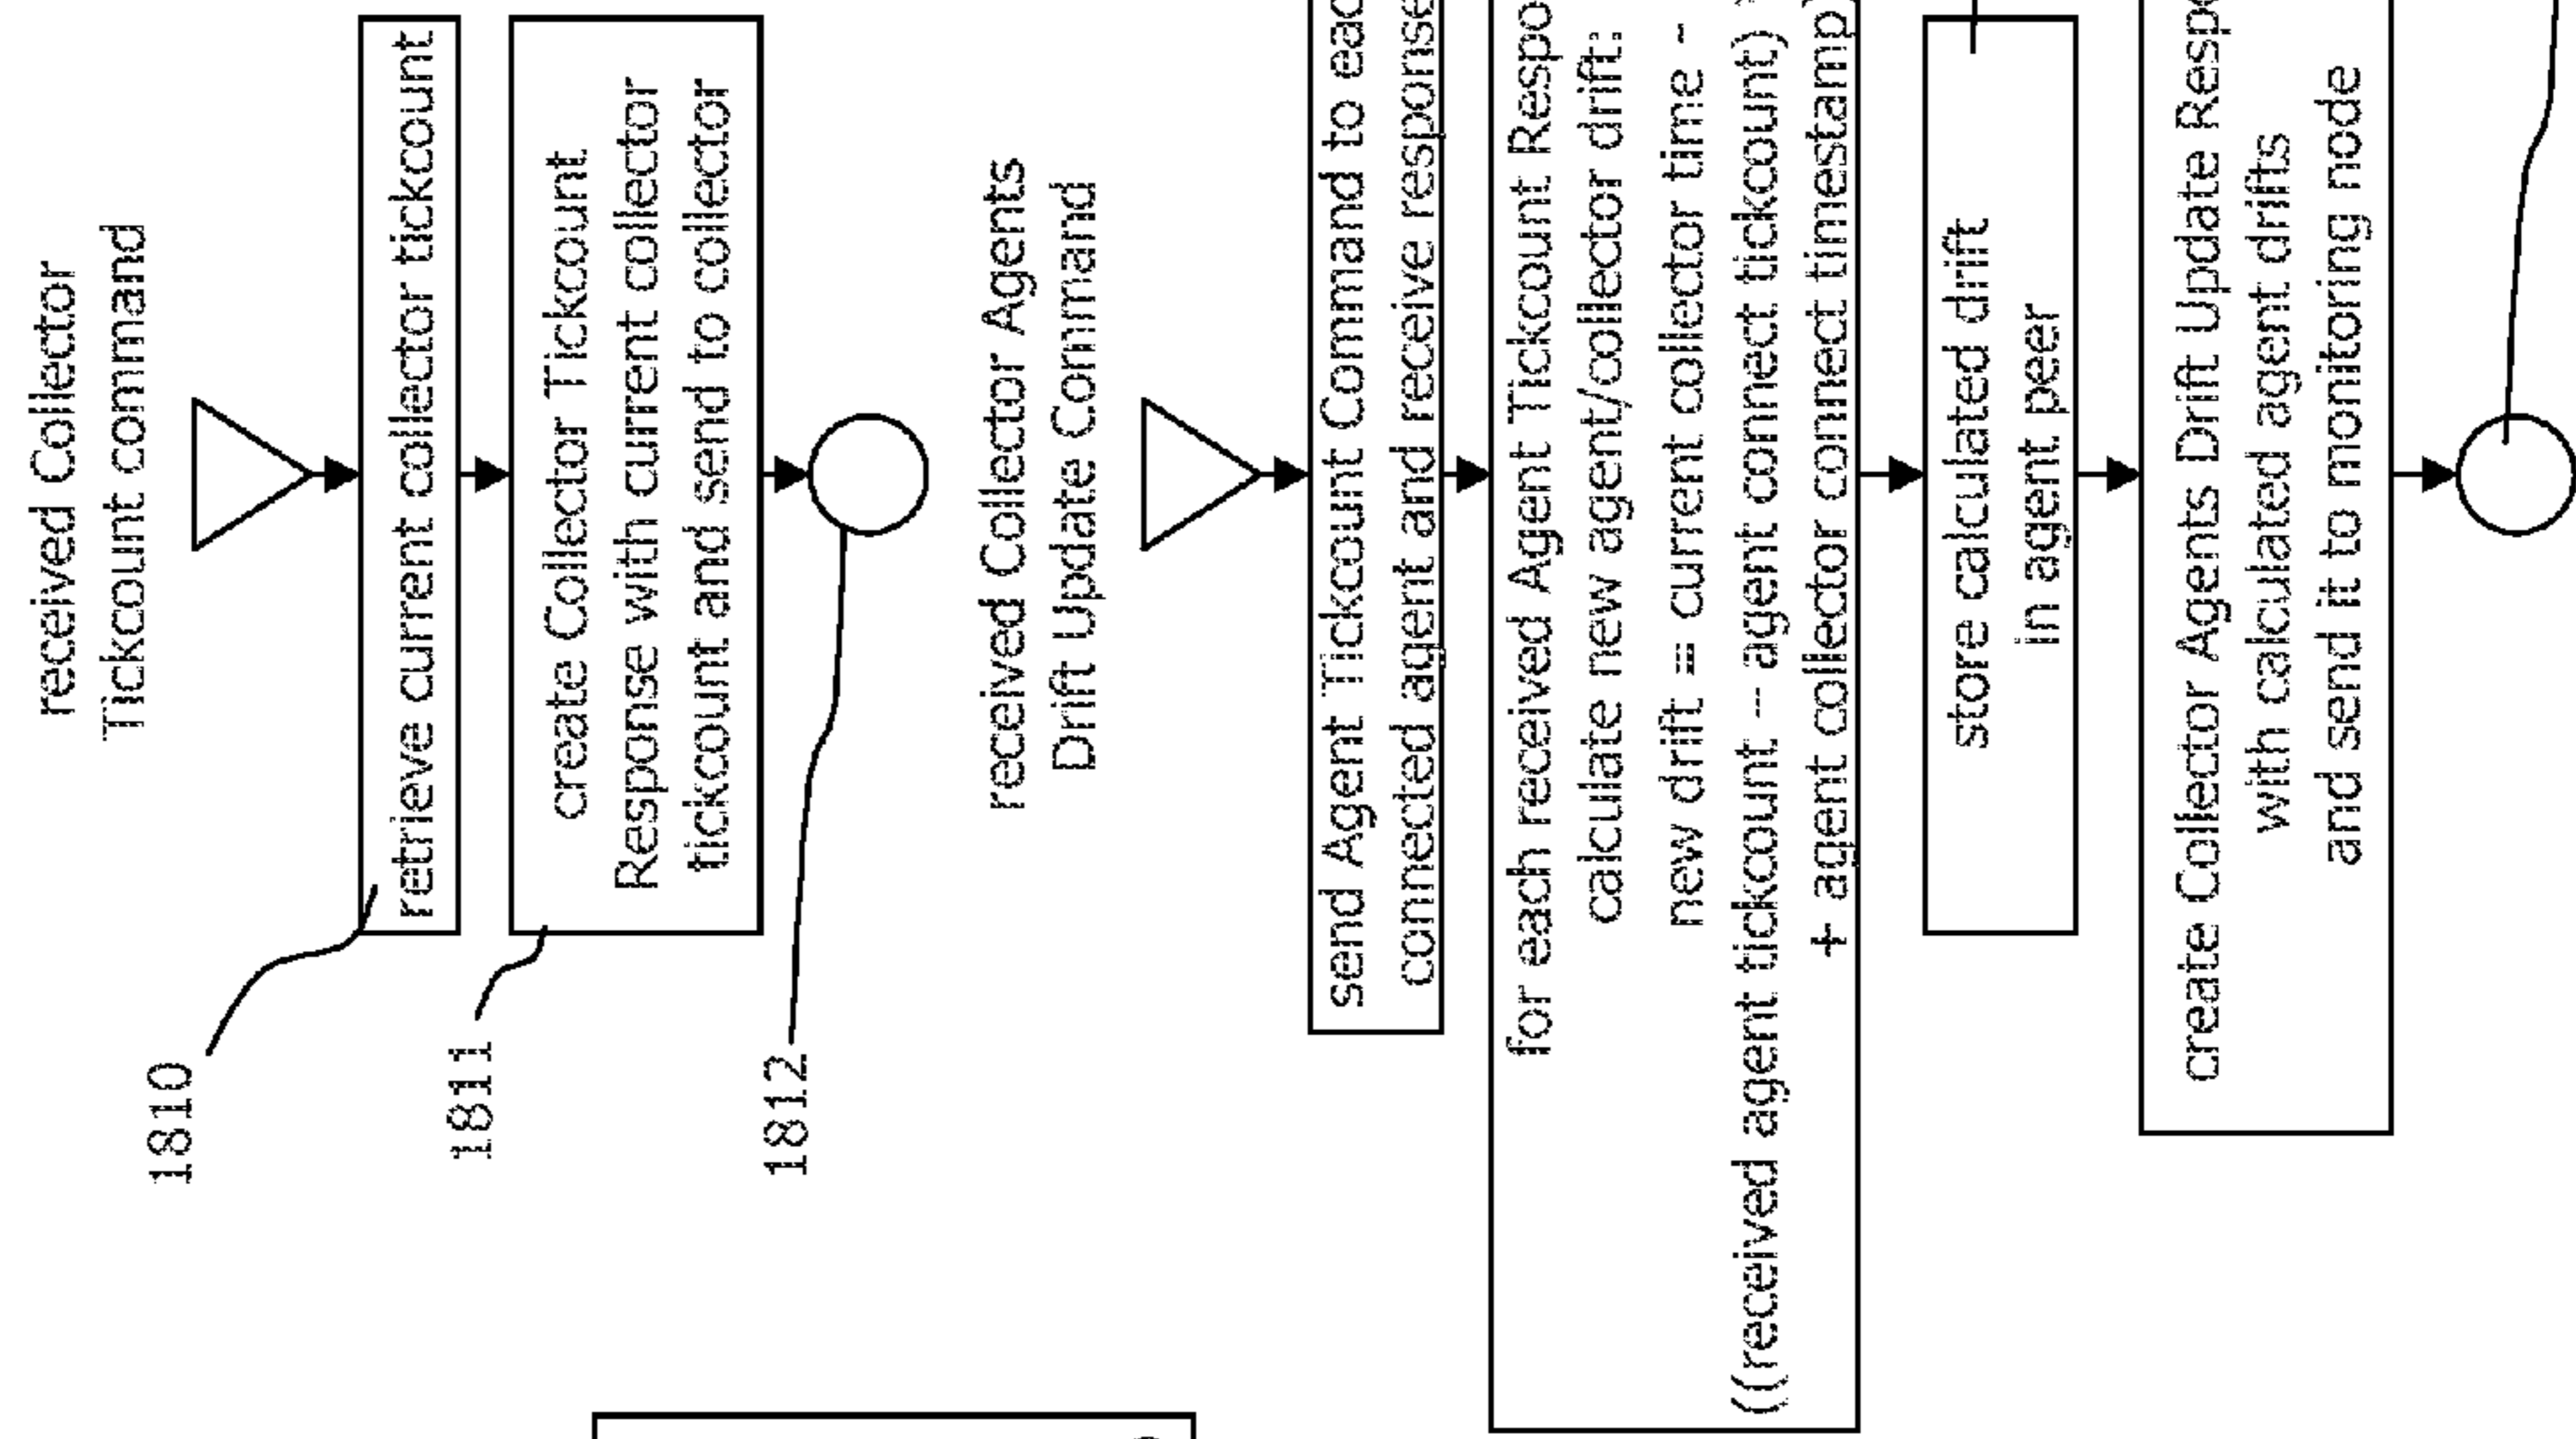 received Collector
Tickcount command
1810
retrieve current collector tickcount
1811
create Collector Tickcount
Response with current collector
tickcount and send to collector
1812
received Collector Agents
Drift Update Command
send Agent Tickcount Command to
connected agent and receive response
for each received Agent Tickcount
calculate new agent/collector drift:
new drift = current collector time -
((received agent tickcount - agent connect tickcount)
+ agent collector connect timestamp)
store calculated drift
in agent peer
create Collector Agents Drift Update
with calculated agent drifts
and send it to monitoring node